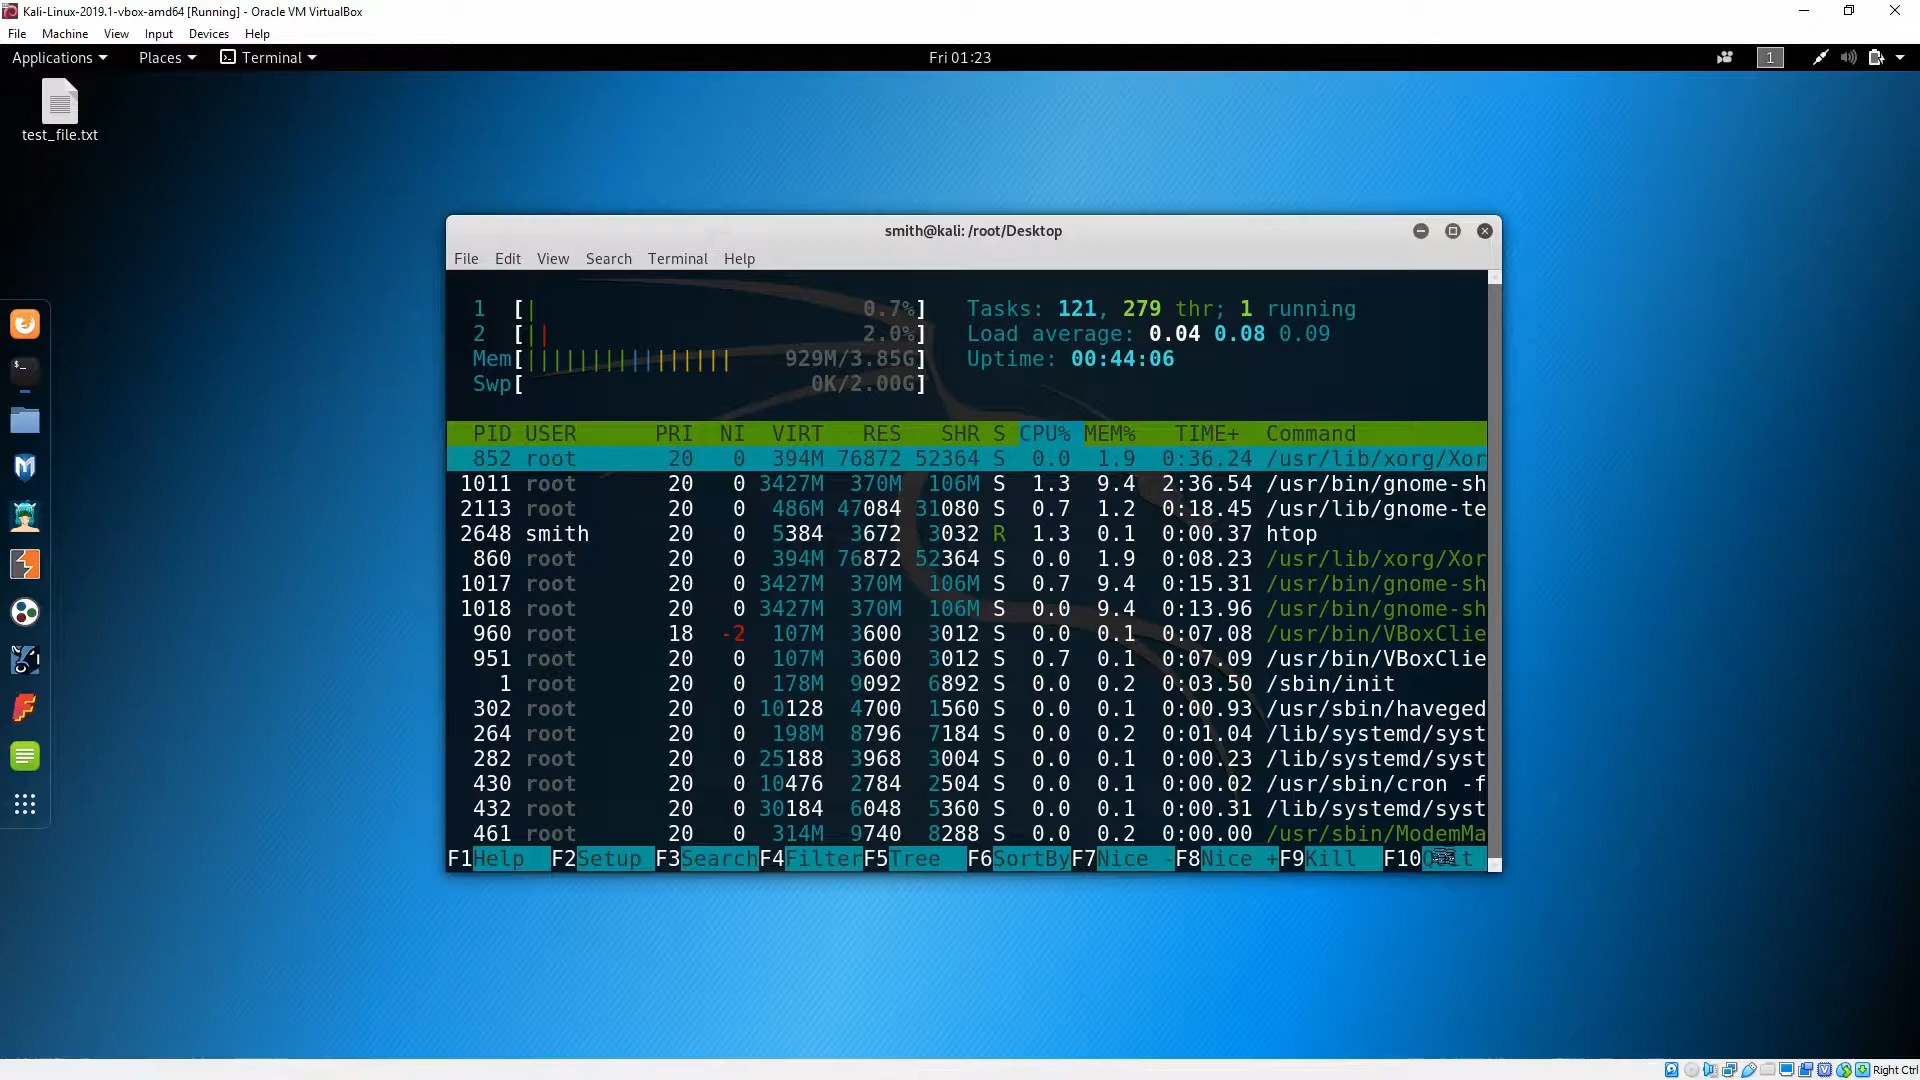 Kali-Linux-2019.1-vbox-amd64 [Running] - Oracle VM VirtualBox
File Machine View Input Devices Help
Applications Places Terminal Fri 01:23 1
test_file.txt
smith@kali: /root/Desktop
File Edit View Search Terminal Help
1 [| 0.7%] Tasks: 121, 279 thr; 1 running
2 [|| 2.0%] Load average: 0.04 0.08 0.09
Mem[|||||||||||||||| 929M/3.85G] Uptime: 00:44:06
Swp[ 0K/2.00G]
PID USER PRI NI VIRT RES SHR S CPU% MEM% TIME+ Command
852 root 20 0 394M 76872 52364 S 0.0 1.9 0:36.24 /usr/lib/xorg/Xor
1011 root 20 0 3427M 370M 106M S 1.3 9.4 2:36.54 /usr/bin/gnome-sh
2113 root 20 0 486M 47084 31080 S 0.7 1.2 0:18.45 /usr/lib/gnome-te
2648 smith 20 0 5384 3672 3032 R 1.3 0.1 0:00.37 htop
860 root 20 0 394M 76872 52364 S 0.0 1.9 0:08.23 /usr/lib/xorg/Xor
1017 root 20 0 3427M 370M 106M S 0.7 9.4 0:15.31 /usr/bin/gnome-sh
1018 root 20 0 3427M 370M 106M S 0.0 9.4 0:13.96 /usr/bin/gnome-sh
960 root 18 -2 107M 3600 3012 S 0.0 0.1 0:07.08 /usr/bin/VBoxClie
951 root 20 0 107M 3600 3012 S 0.7 0.1 0:07.09 /usr/bin/VBoxClie
1 root 20 0 178M 9092 6892 S 0.0 0.2 0:03.50 /sbin/init
302 root 20 0 10128 4700 1560 S 0.0 0.1 0:00.93 /usr/sbin/haveged
264 root 20 0 198M 8796 7184 S 0.0 0.2 0:01.04 /lib/systemd/syst
282 root 20 0 25188 3968 3004 S 0.0 0.1 0:00.23 /lib/systemd/syst
430 root 20 0 10476 2784 2504 S 0.0 0.1 0:00.02 /usr/sbin/cron -f
432 root 20 0 30184 6048 5360 S 0.0 0.1 0:00.31 /lib/systemd/syst
461 root 20 0 314M 9740 8288 S 0.0 0.2 0:00.00 /usr/sbin/ModemMa
F1Help F2Setup F3SearchF4FilterF5Tree F6SortByF7Nice -F8Nice +F9Kill F10Quit
Right Ctrl